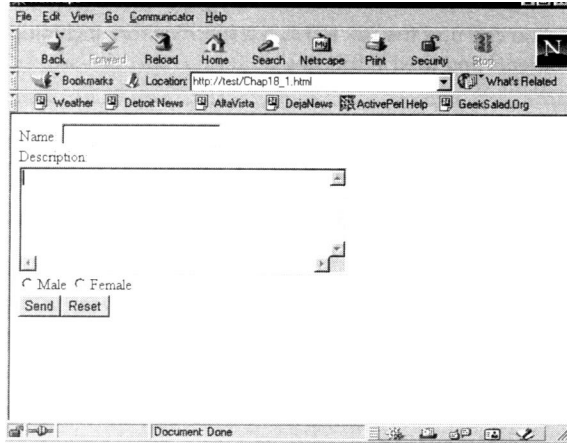 File Edit View Go Communicator Help
Back Forward Reload Home Search Netscape Print Security Stop
N
Bookmarks Location: http://test/Chap18_1.html What's Related
Weather Detroit News AltaVista DejaNews ActivePerl Help GeekSalad.Org
Name
Description:
Male Female
Send Reset
Document: Done